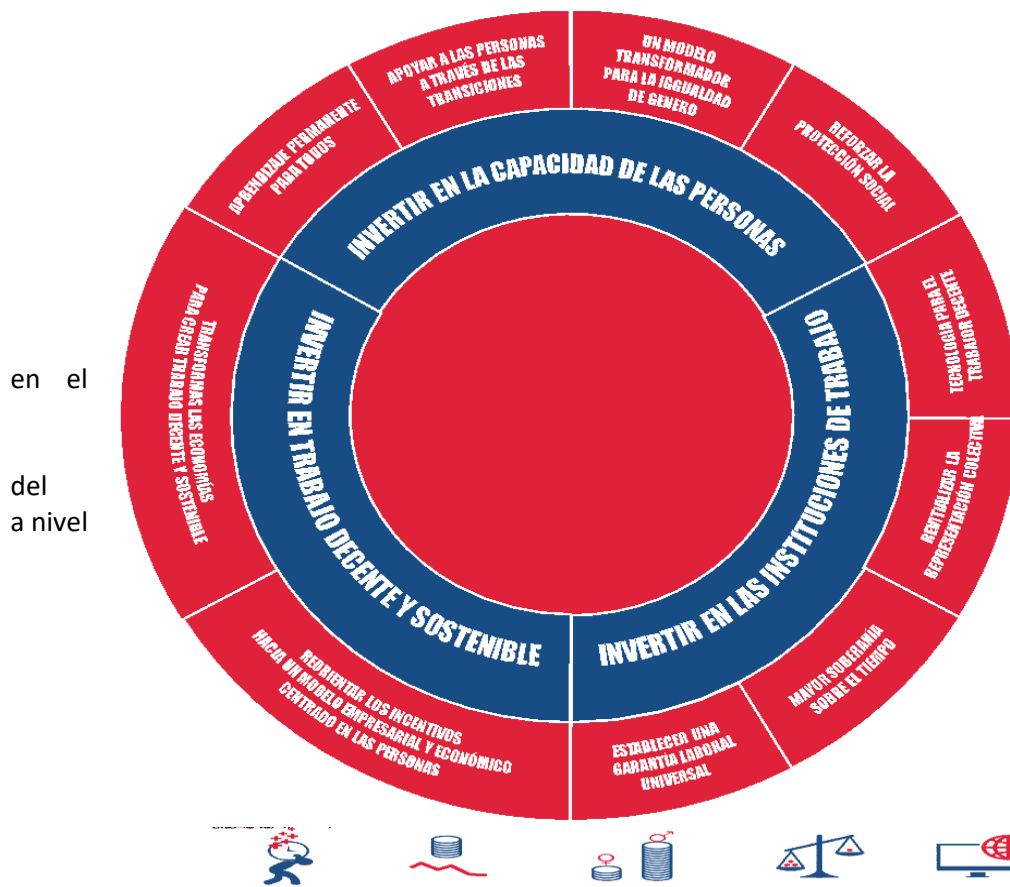 APOYAR A LAS PERSONAS
A TRAVÉS DE LAS
TRANSICIONES
UN MODELO
TRANSFORMADOR
PARA LA IGGUALDAD
DE GENERO
APRENDIZAJE PERMANENTE
PARA TODOS
REFORZAR LA
PROTECCIÓN SOCIAL
INVERTIR EN LA CAPACIDAD DE LAS PERSONAS
TECNOLOGÍA PARA EL
TRABAJOR DECENTE
TRANSFORMAS LAS ECONOMÍAS
PARA CREAR TRABAJO DECENTE Y SOSTENIBLE
INVERTIR EN TRABAJO DECENTE Y SOSTENIBLE
INVERTIR EN LAS INSTITUCIONES DE TRABAJO
en el
del
a nivel
REVITIALIZAR LA
REPRESENTACIÓN COLECTIVA
MAYOR SOBERANÍA
SOBRE EL TIEMPO
REORIENTAR LOS INCENTIVOS
HACIA UN MODELO EMPRESARIAL Y ECONÓMICO
CENTRADO EN LAS PERSONAS
ESTABLECER UNA
GARANTÍA LABORAL
UNIVERSAL